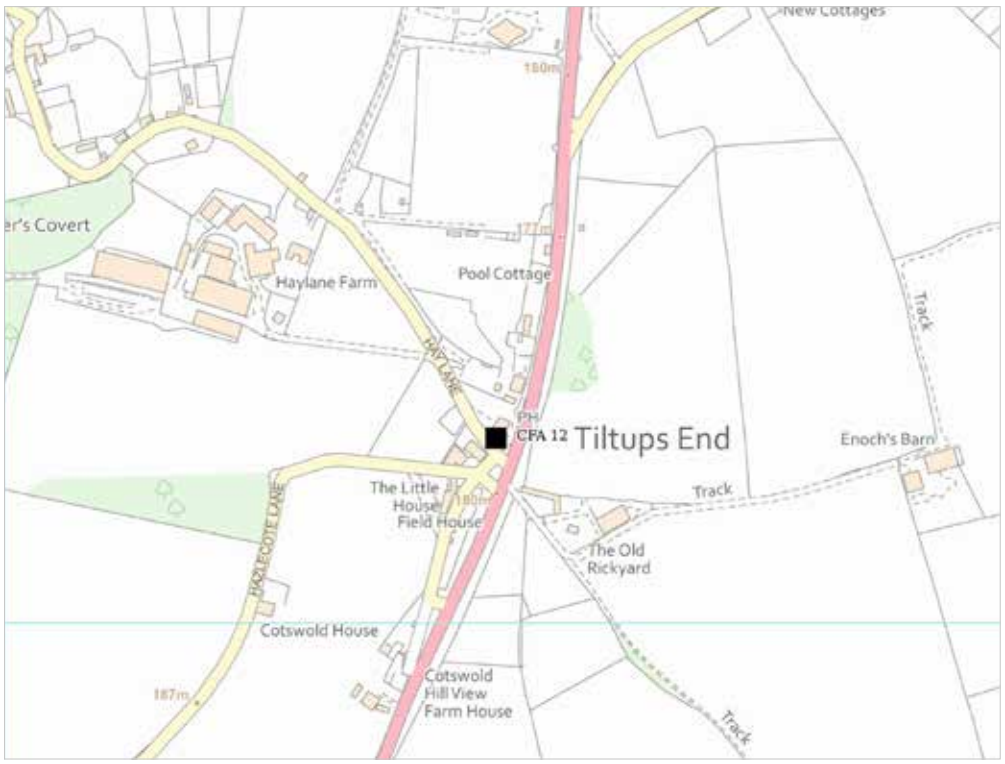 New Cottages
180m
er's Covert
Haylane Farm
Pool Cottage
Track
HAY LANE
PH
CFA 12
Tiltups End
Enoch's Barn
The Little
House
180m
Field House
Track
HAZLECOTE LANE
The Old
Rickyard
Cotswold House
Cotswold
Hill View
Farm House
187m
Track